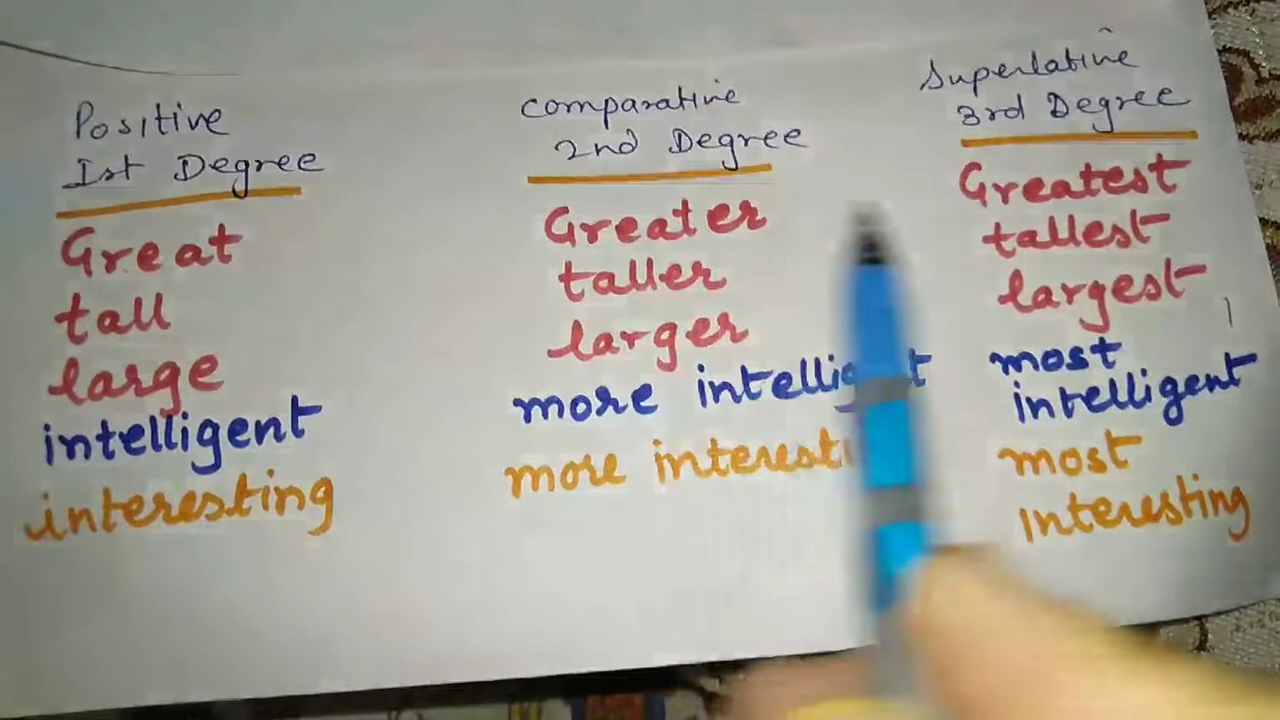 Positive
Ist Degree
Great
tall
large
intelligent
interesting
Comparative
2nd Degree
Greater
taller
larger
more
more
Superlative
3rd Degree
Greatest
tallest
largest
most
intelligent
most
interesting